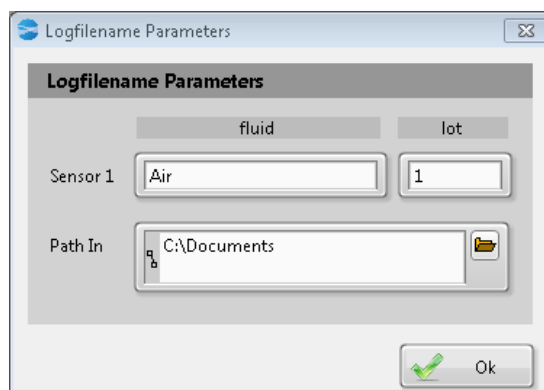 Logfilename Parameters
Logfilename Parameters
fluid lot
Sensor 1 Air 1
Path In C:\Documents
Ok